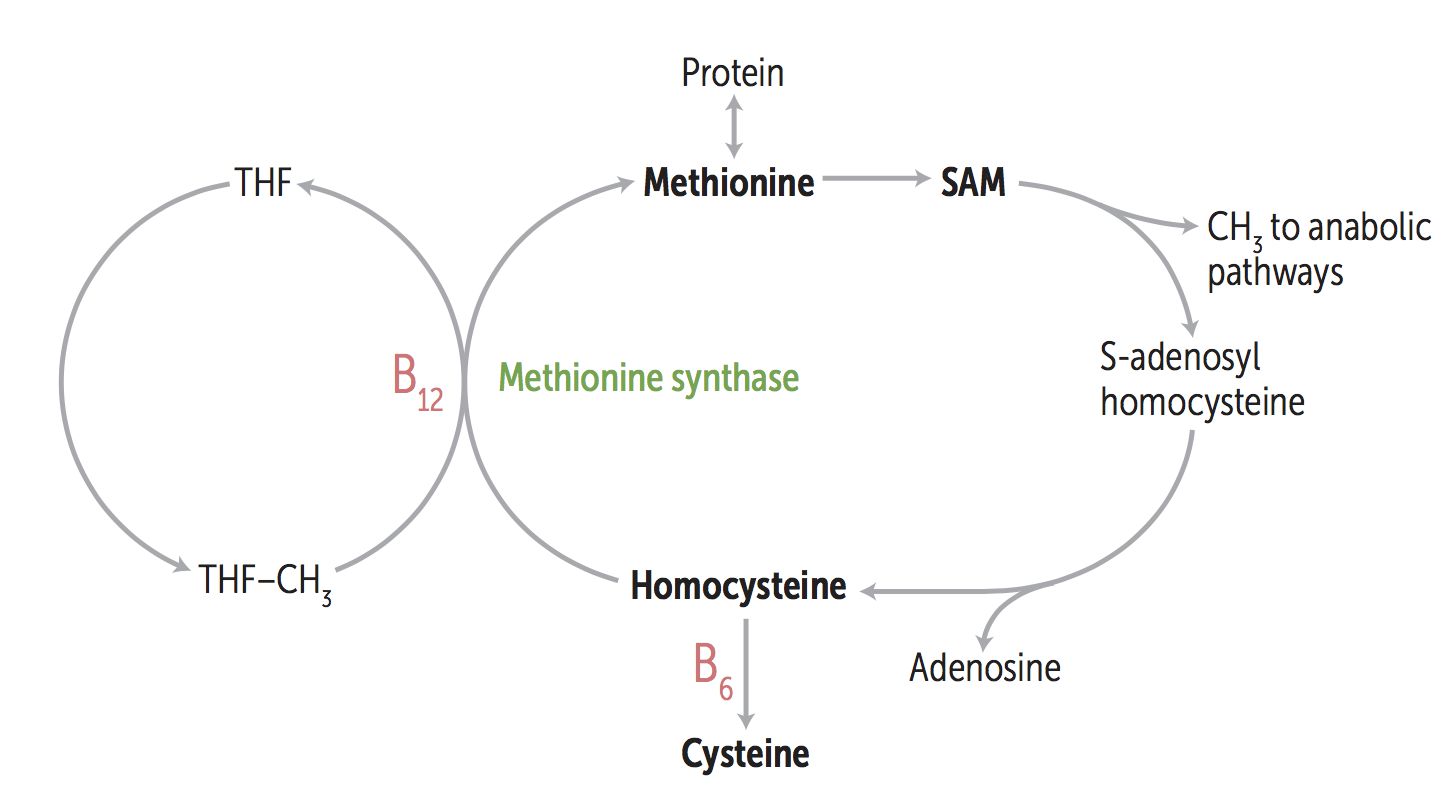 Protein
THF
Methionine
SAM
CH₃ to anabolic
pathways
B₁₂
Methionine synthase
S-adenosyl
homocysteine
THF–CH₃
Homocysteine
B₆
Adenosine
Cysteine